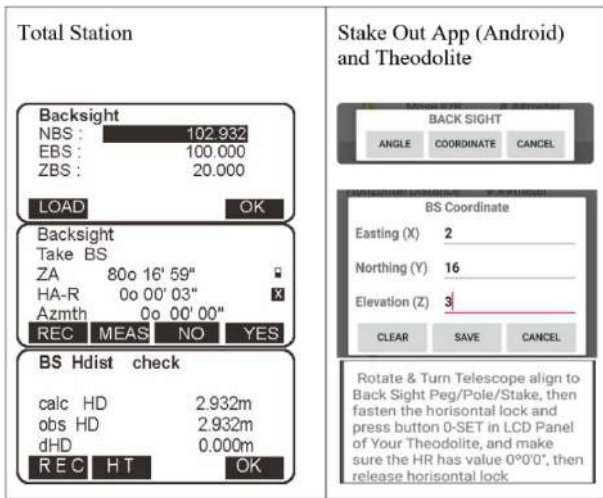 Total Station
Backsight
NBS : 102.932
EBS : 100.000
ZBS : 20.000
LOAD OK
Backsight
Take BS
ZA 80o 16' 59"
HA-R 0o 00' 03" X
Azmth 0o 00' 00"
REC MEAS NO YES
BS Hdist check
calc HD 2.932m
obs HD 2.932m
dHD 0.000m
REC HT OK
Stake Out App (Android)
and Theodolite
BACK SIGHT
ANGLE COORDINATE CANCEL
BS Coordinate
Easting (X) 2
Northing (Y) 16
Elevation (Z) 3
CLEAR SAVE CANCEL
Rotate & Turn Telescope align to
Back Sight Peg/Pole/Stake, then
fasten the horisontal lock and
press button 0-SET in LCD Panel
of Your Theodolite, and make
sure the HR has value 0º0'0", then
release horisontal lock